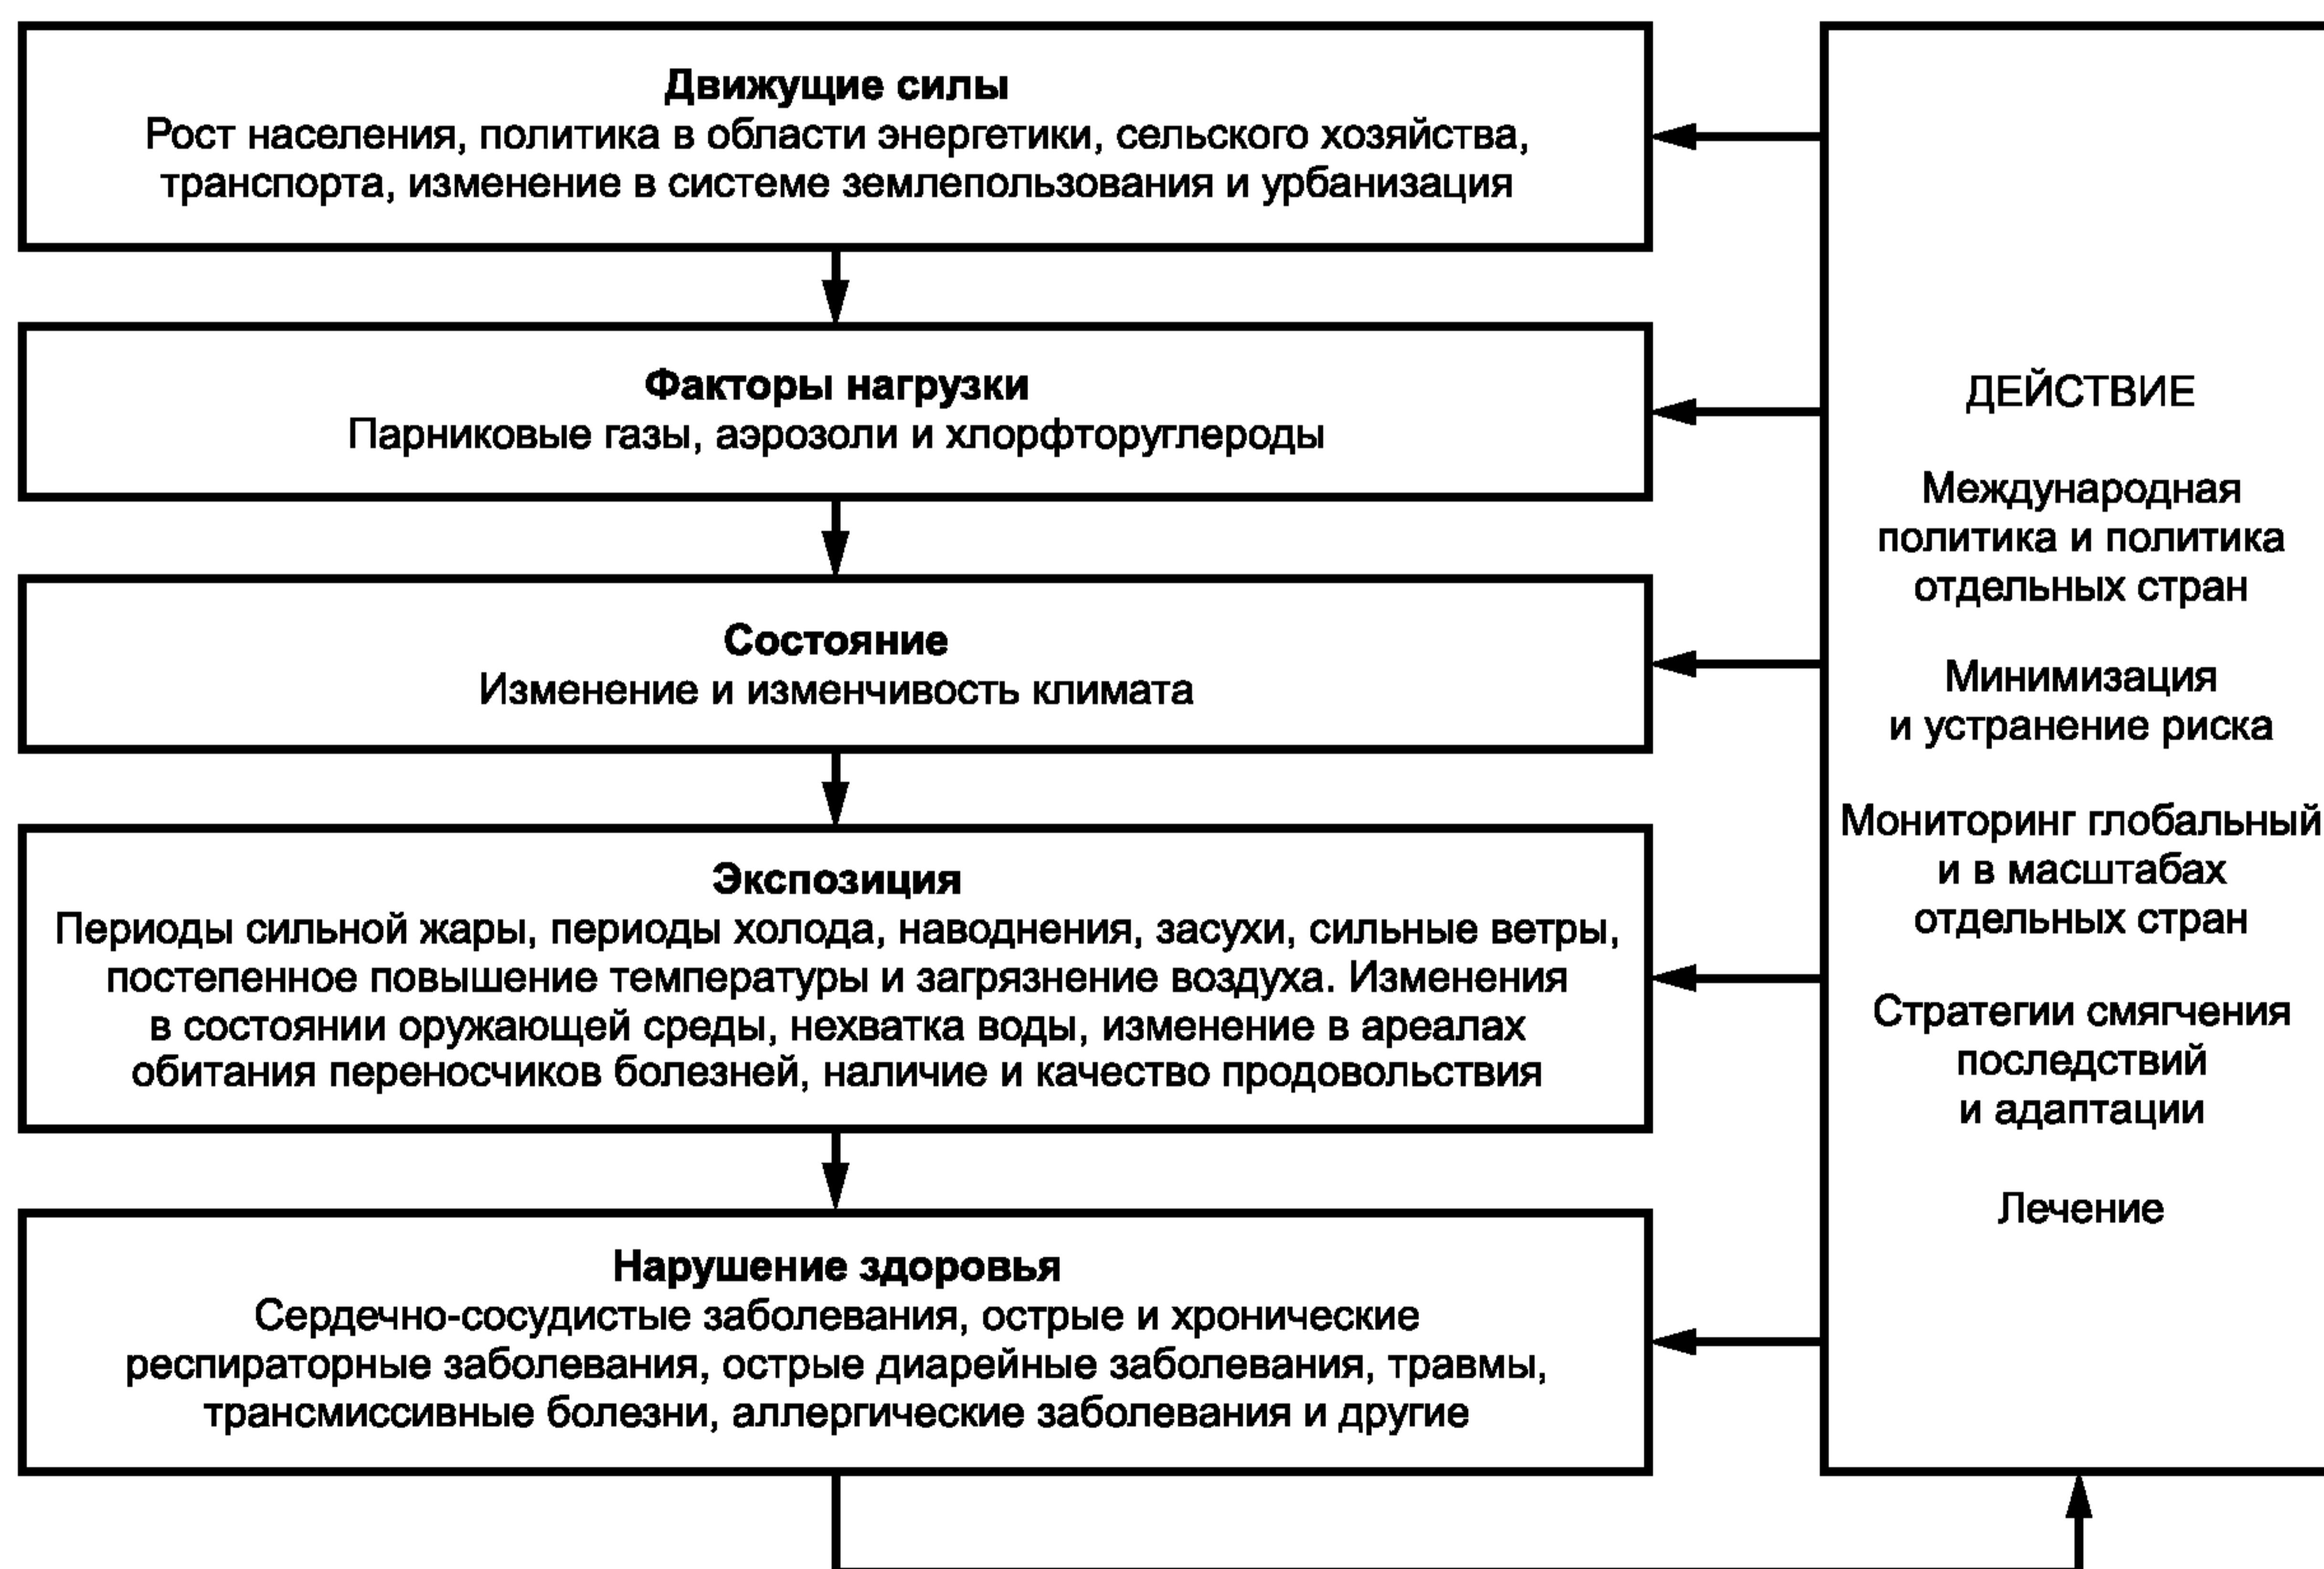 Движущие силы
Рост населения, политика в области энергетики, сельского хозяйства,
транспорта, изменение в системе землепользования и урбанизация
Факторы нагрузки
Парниковые газы, аэрозоли и хлорфторуглероды
Состояние
Изменение и изменчивость климата
Экспозиция
Периоды сильной жары, периоды холода, наводнения, засухи, сильные ветры,
постепенное повышение температуры и загрязнение воздуха. Изменения
в состоянии оружающей среды, нехватка воды, изменение в ареалах
обитания переносчиков болезней, наличие и качество продовольствия
Нарушение здоровья
Сердечно-сосудистые заболевания, острые и хронические
респираторные заболевания, острые диарейные заболевания, травмы,
трансмиссивные болезни, аллергические заболевания и другие
ДЕЙСТВИЕ
Международная
политика и политика
отдельных стран
Минимизация
и устранение риска
Мониторинг глобальный
и в масштабах
отдельных стран
Стратегии смягчения
последствий
и адаптации
Лечение